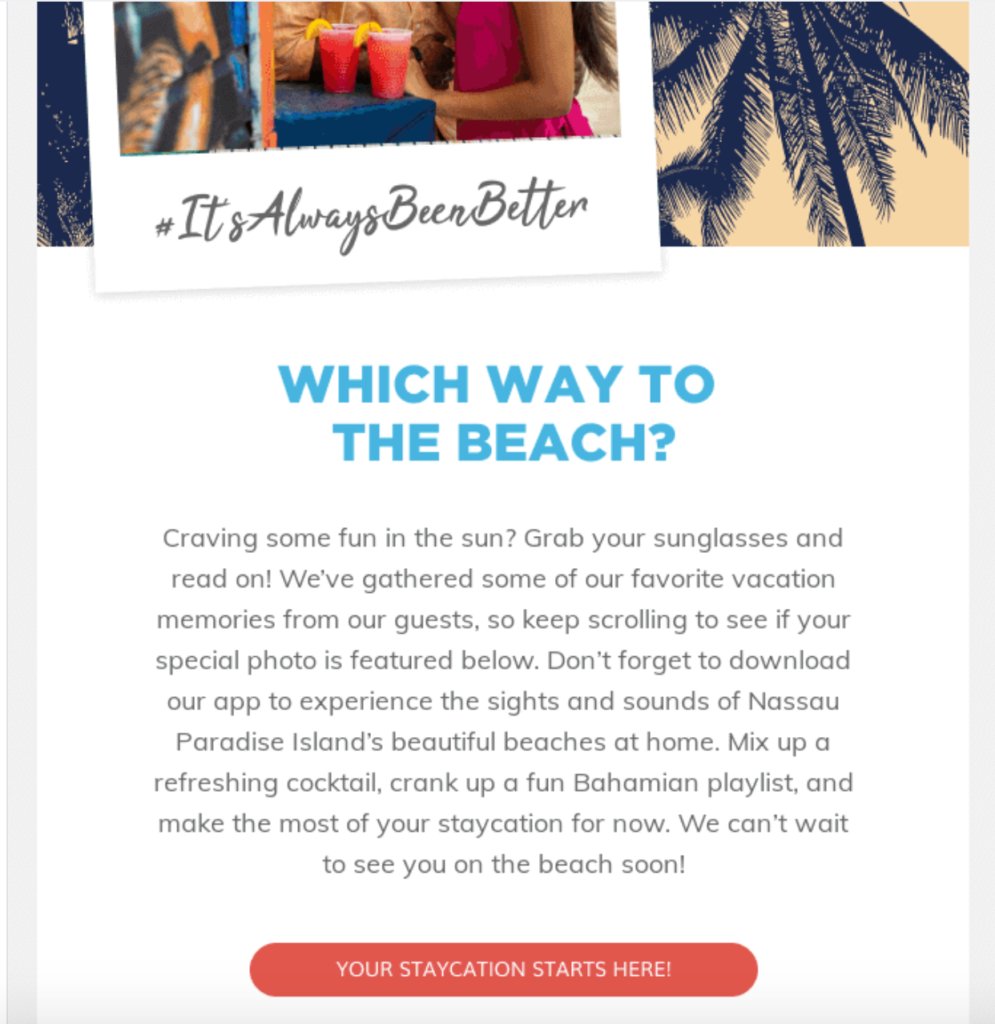 #It'sAlwaysBeenBetter
WHICH WAY TO
THE BEACH?
Craving some fun in the sun? Grab your sunglasses and
read on! We've gathered some of our favorite vacation
memories from our guests, so keep scrolling to see if your
special photo is featured below. Don't forget to download
our app to experience the sights and sounds of Nassau
Paradise Island's beautiful beaches at home. Mix up a
refreshing cocktail, crank up a fun Bahamian playlist, and
make the most of your staycation for now. We can't wait
to see you on the beach soon!
YOUR STAYCATION STARTS HERE!